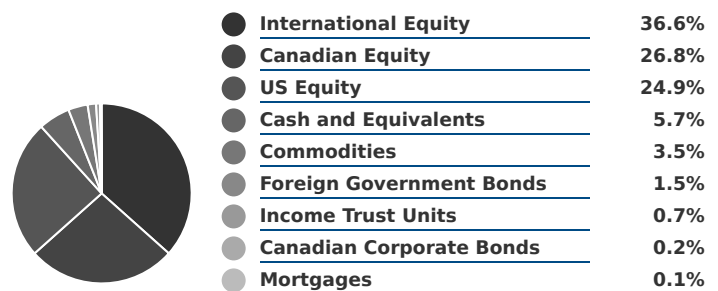 International Equity 36.6%
Canadian Equity 26.8%
US Equity 24.9%
Cash and Equivalents 5.7%
Commodities 3.5%
Foreign Government Bonds 1.5%
Income Trust Units 0.7%
Canadian Corporate Bonds 0.2%
Mortgages 0.1%